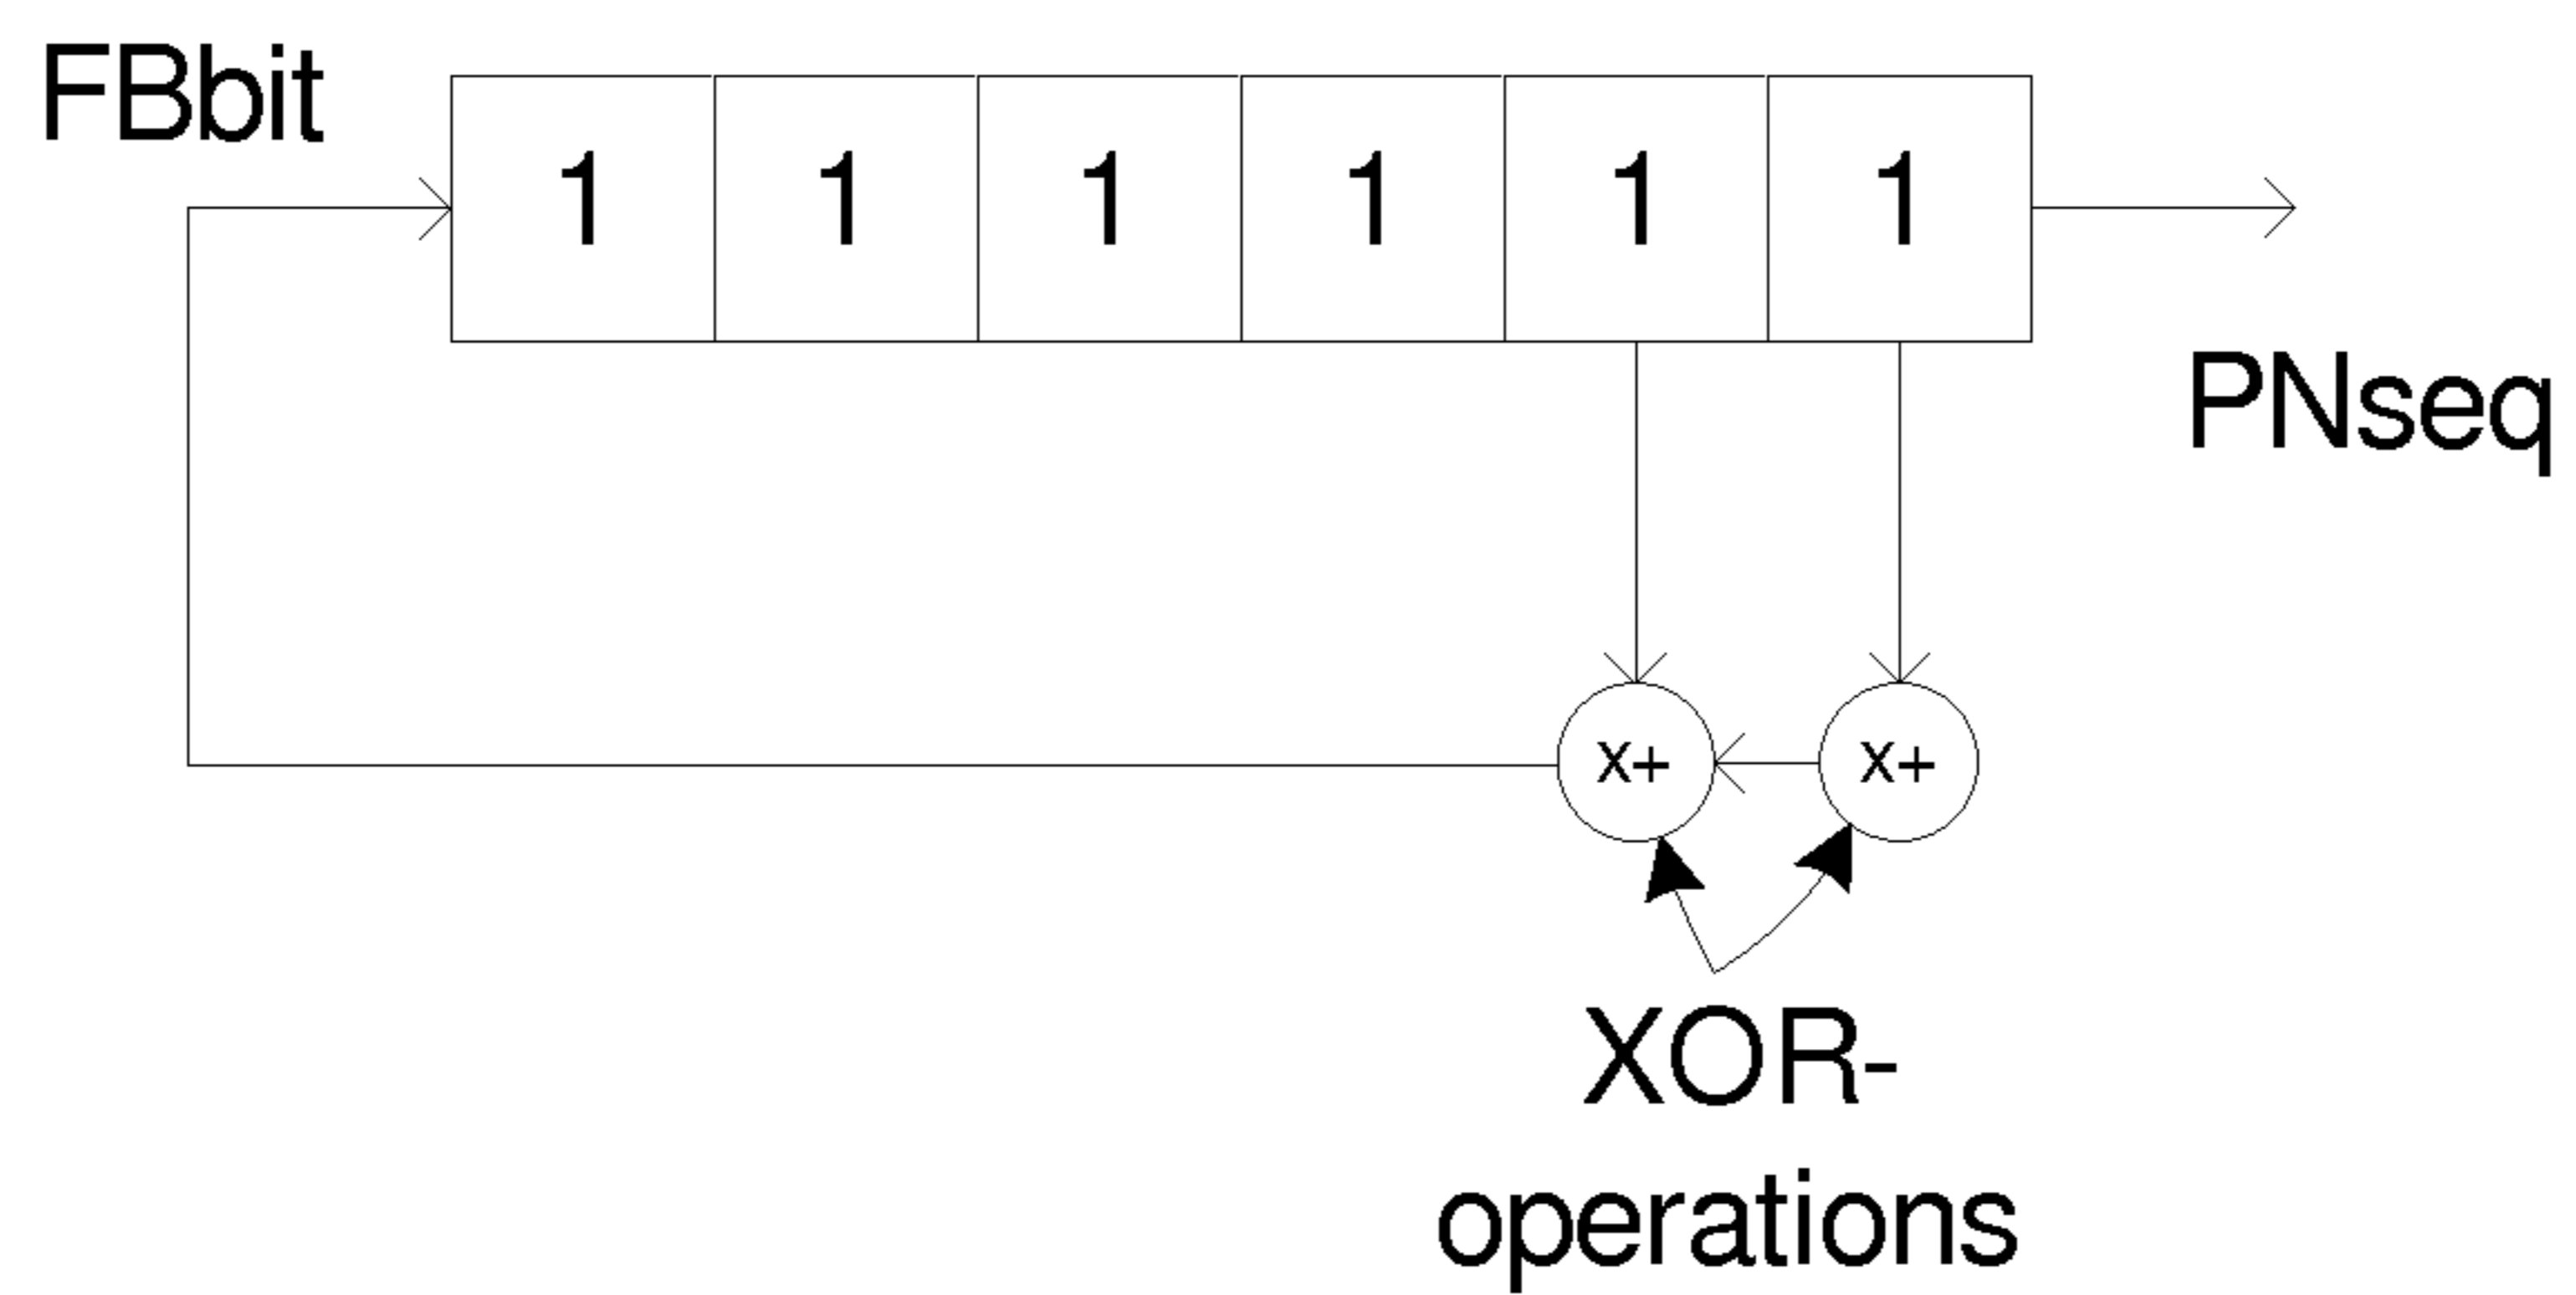 FBbit
1 1 1 1 1 1
PNseq
x+ x+
XOR-
operations